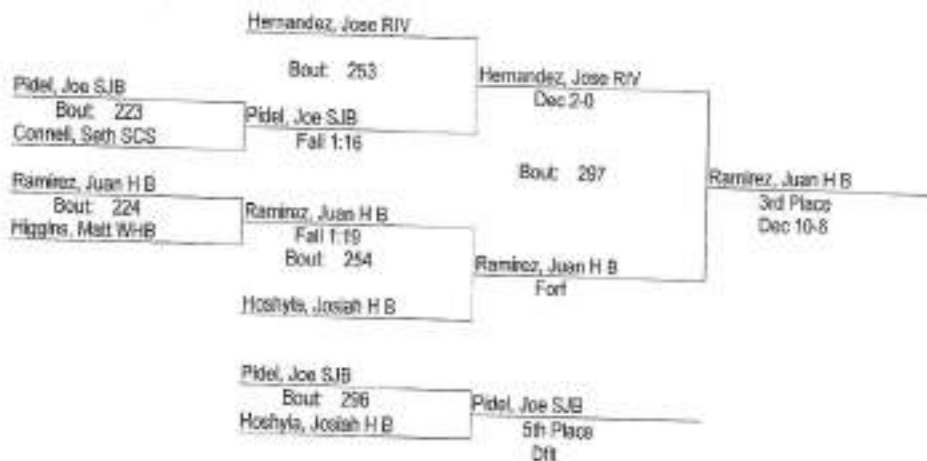 Hernandez, Jose RIV
Bout: 253
Hernandez, Jose RIV
Dec 2-0
Pidel, Joe SJB
Bout: 223
Connell, Seth SCS
Pidel, Joe SJB
Fall 1:16
Bout: 297
Ramirez, Juan H B
3rd Place
Dec 10-8
Ramirez, Juan H B
Bout: 224
Higgins, Matt WHB
Ramirez, Juan H B
Fall 1:19
Bout: 254
Ramirez, Juan H B
Forf
Hoshyla, Josiah H B
Pidel, Joe SJB
Bout: 296
Hoshyla, Josiah H B
Pidel, Joe SJB
5th Place
Dflt